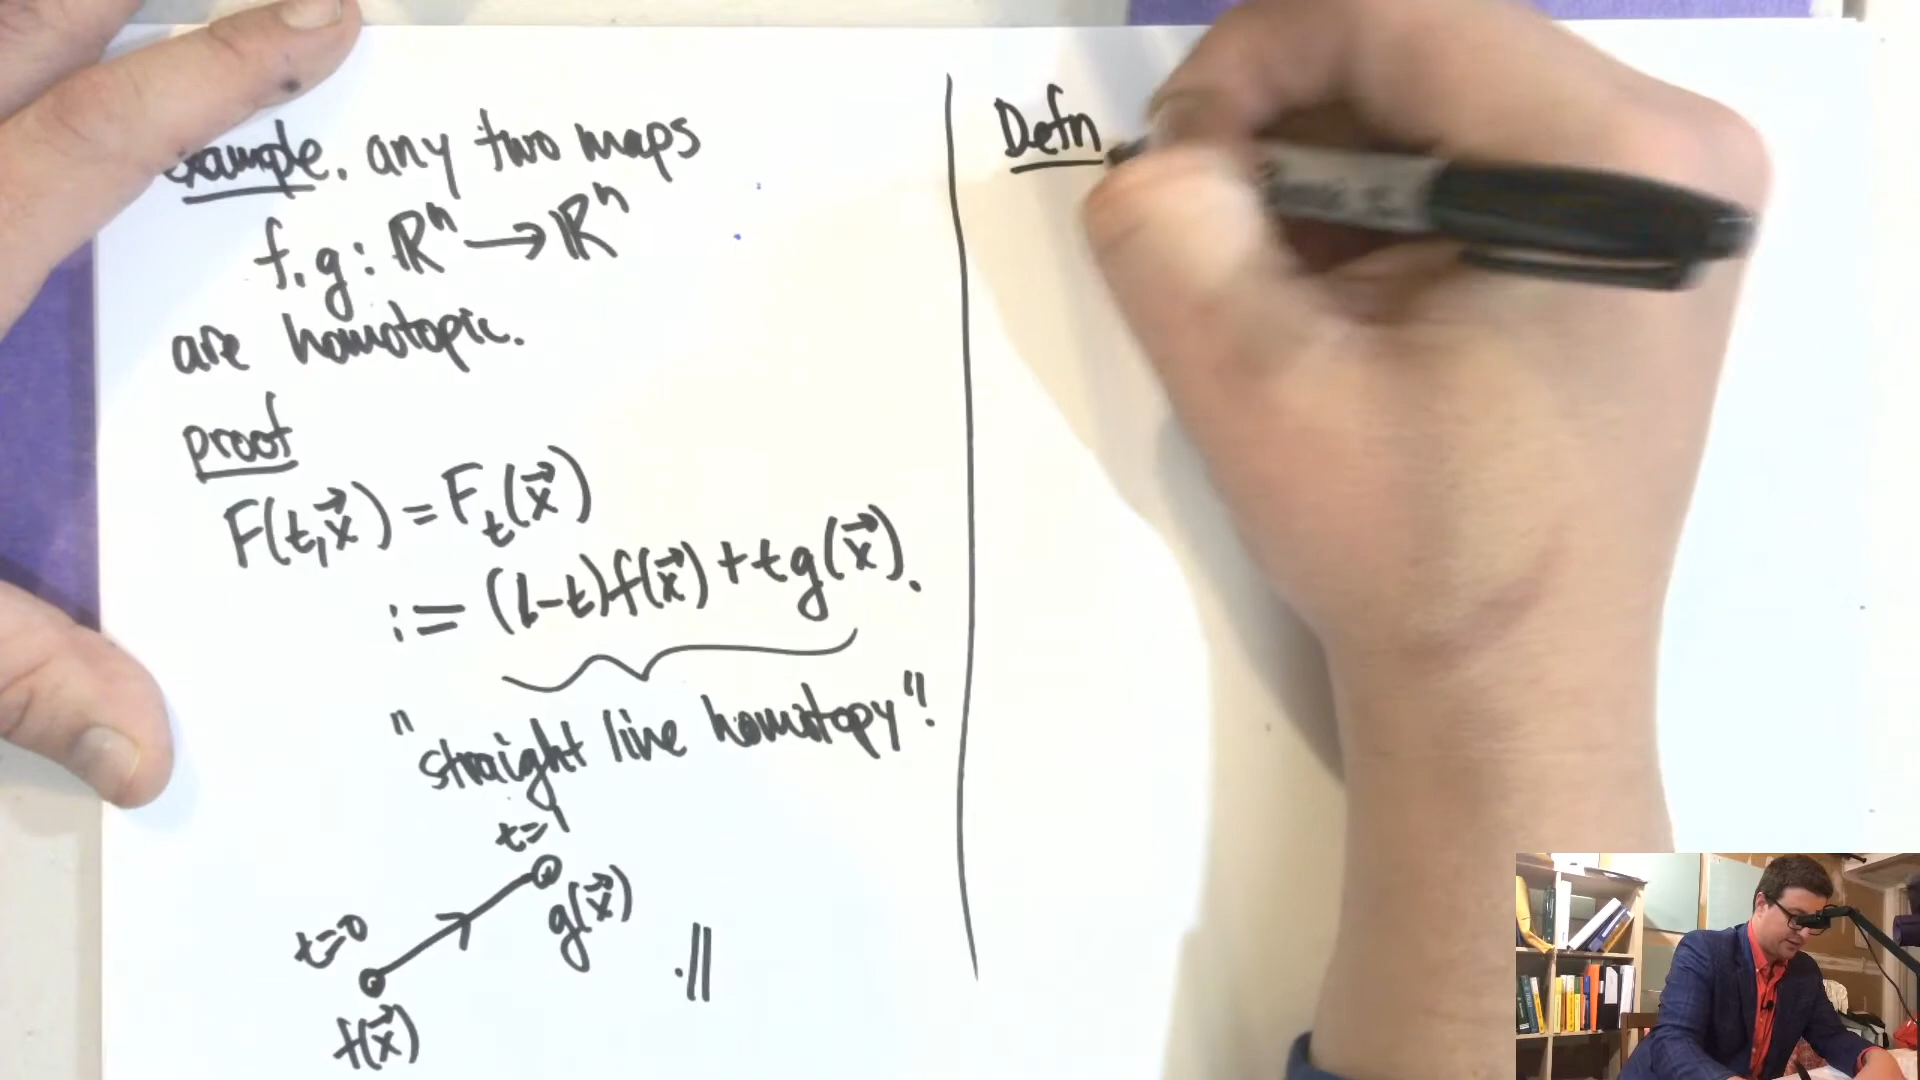 example. any two maps
f, g : ℝⁿ → ℝⁿ
are homotopic.
proof
F(t, x⃗) = Fₜ(x⃗)
:= (1-t)f(x⃗) + tg(x⃗).
"straight line homotopy"!
t=1
g(x⃗)
t=0
f(x⃗)
.||
Defn